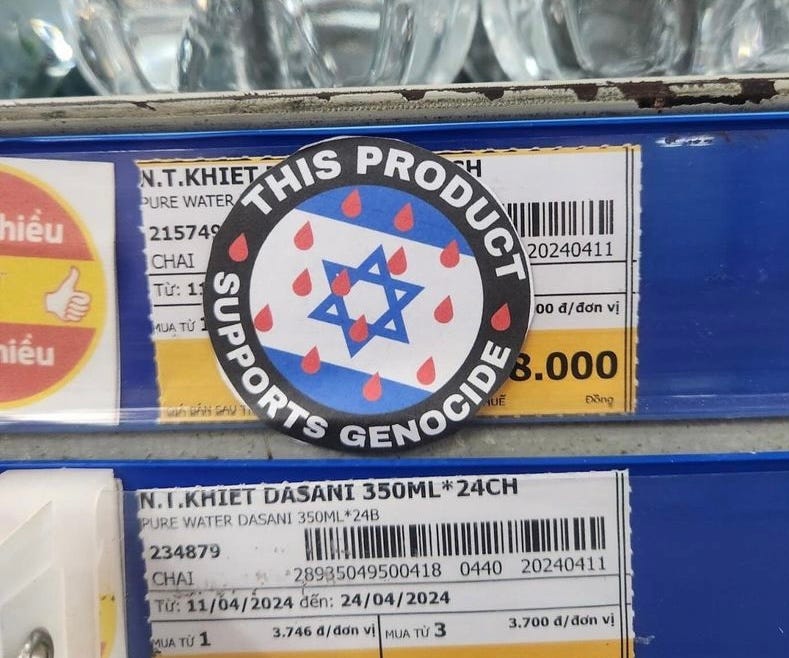 hiều
hiều
N.T.KHIET
CH
PURE WATER
21574
20240411
CHAI
Từ: 11
MUA TỪ 1
00 đ/đơn vị
8.000
Đồng
THIS PRODUCT
SUPPORTS GENOCIDE
N.T.KHIET DASANI 350ML*24CH
PURE WATER DASANI 350ML*24B
234879
CHAI 28935049500418 0440 20240411
Từ: 11/04/2024 đến: 24/04/2024
MUA TỪ 1 3.746 đ/đơn vị MUA TỪ 3 3.700 đ/đơn vị